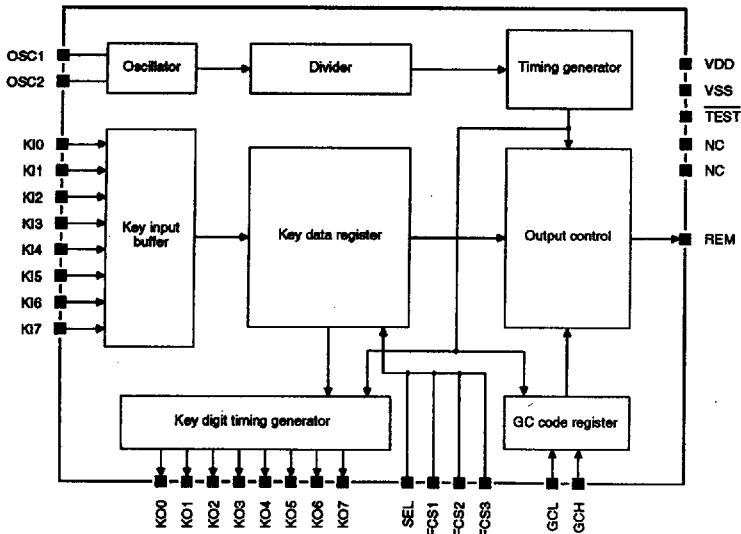 OSC1
OSC2
Oscillator
Divider
Timing generator
VDD
VSS
TEST
NC
NC
REM
KI0
KI1
KI2
KI3
KI4
KI5
KI6
KI7
Key input
buffer
Key data register
Output control
Key digit timing generator
GC code register
KO0
KO1
KO2
KO3
KO4
KO5
KO6
KO7
SEL
FCS1
FCS2
FCS3
GCL
GCH